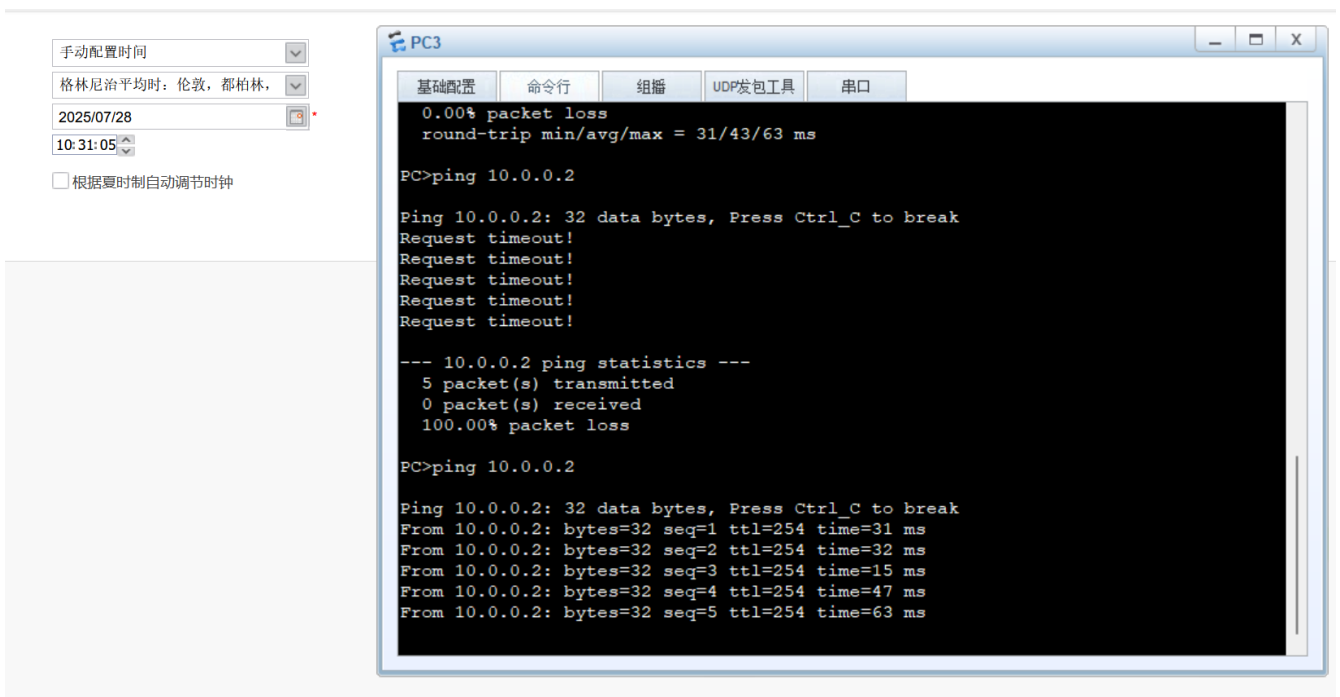 手动配置时间
格林尼治平均时：伦敦，都柏林，
2025/07/28
*
10:31:05
根据夏时制自动调节时钟
PC3
基础配置 命令行 组播 UDP发包工具 串口
0.00% packet loss
round-trip min/avg/max = 31/43/63 ms
PC>ping 10.0.0.2
Ping 10.0.0.2: 32 data bytes, Press Ctrl_C to break
Request timeout!
Request timeout!
Request timeout!
Request timeout!
Request timeout!
--- 10.0.0.2 ping statistics ---
5 packet(s) transmitted
0 packet(s) received
100.00% packet loss
PC>ping 10.0.0.2
Ping 10.0.0.2: 32 data bytes, Press Ctrl_C to break
From 10.0.0.2: bytes=32 seq=1 ttl=254 time=31 ms
From 10.0.0.2: bytes=32 seq=2 ttl=254 time=32 ms
From 10.0.0.2: bytes=32 seq=3 ttl=254 time=15 ms
From 10.0.0.2: bytes=32 seq=4 ttl=254 time=47 ms
From 10.0.0.2: bytes=32 seq=5 ttl=254 time=63 ms